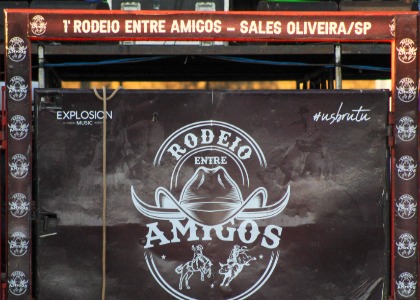 1º RODEIO ENTRE AMIGOS – SALES OLIVEIRA/SP
EXPLOSION
MUSIC
#usbrutu
RODEIO
ENTRE
AMIGOS